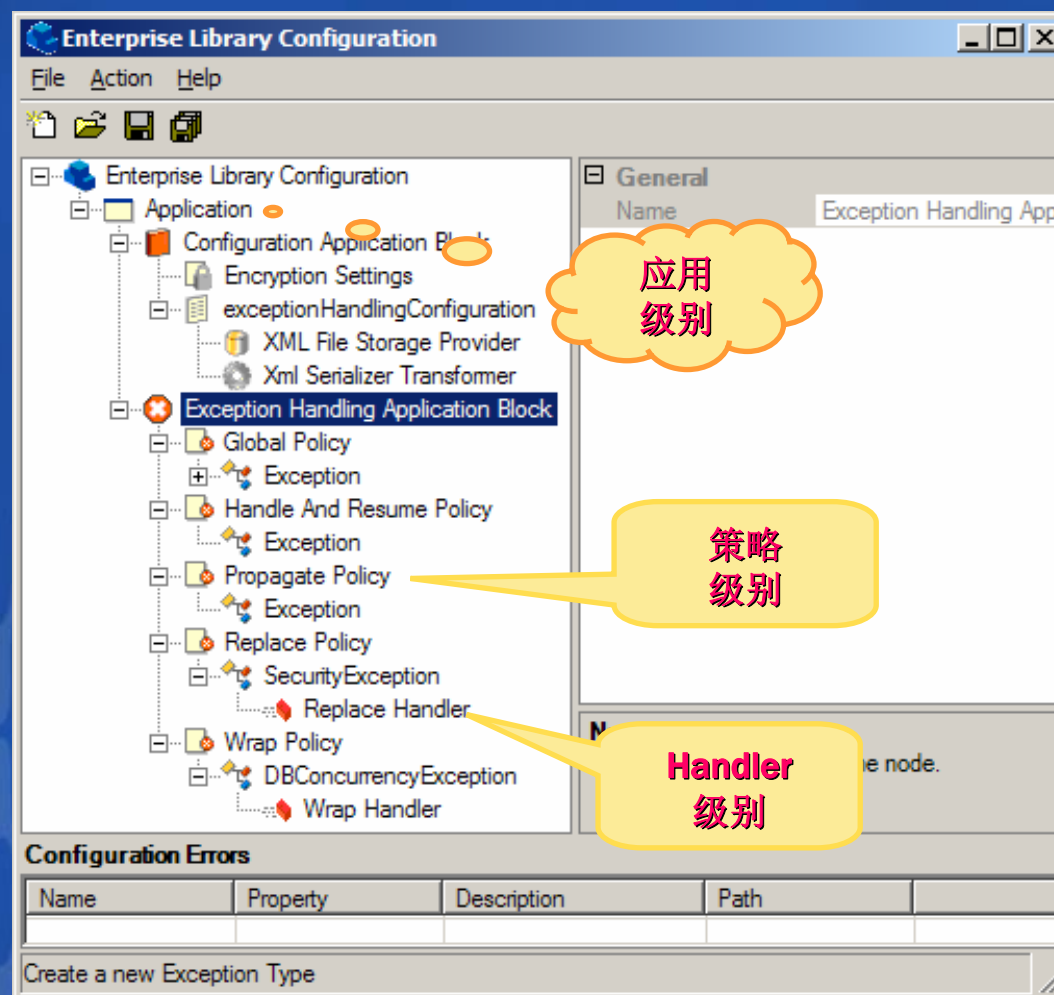 Enterprise Library Configuration
File Action Help
Enterprise Library Configuration
Application
Configuration Application
Encryption Settings
exceptionHandlingConfiguration
XML File Storage Provider
Xml Serializer Transformer
Exception Handling Application Block
Global Policy
Exception
Handle And Resume Policy
Exception
Propagate Policy
Exception
Replace Policy
SecurityException
Replace Handler
Wrap Policy
DBConcurrencyException
Wrap Handler
General
Name Exception Handling App
应用
级别
策略
级别
Handler
级别
node.
Configuration Errors
Name Property Description Path
Create a new Exception Type